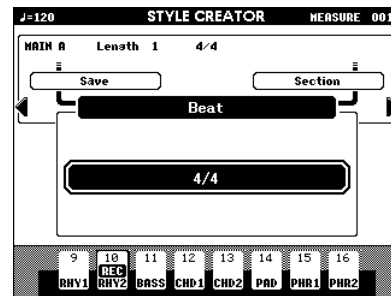 ♩=120 STYLE CREATOR MEASURE 001
MAIN A Length 1 4/4
Save Section
Beat
4/4
9 10 11 12 13 14 15 16
REC
RHY1 RHY2 BASS CHD1 CHD2 PAD PHR1 PHR2